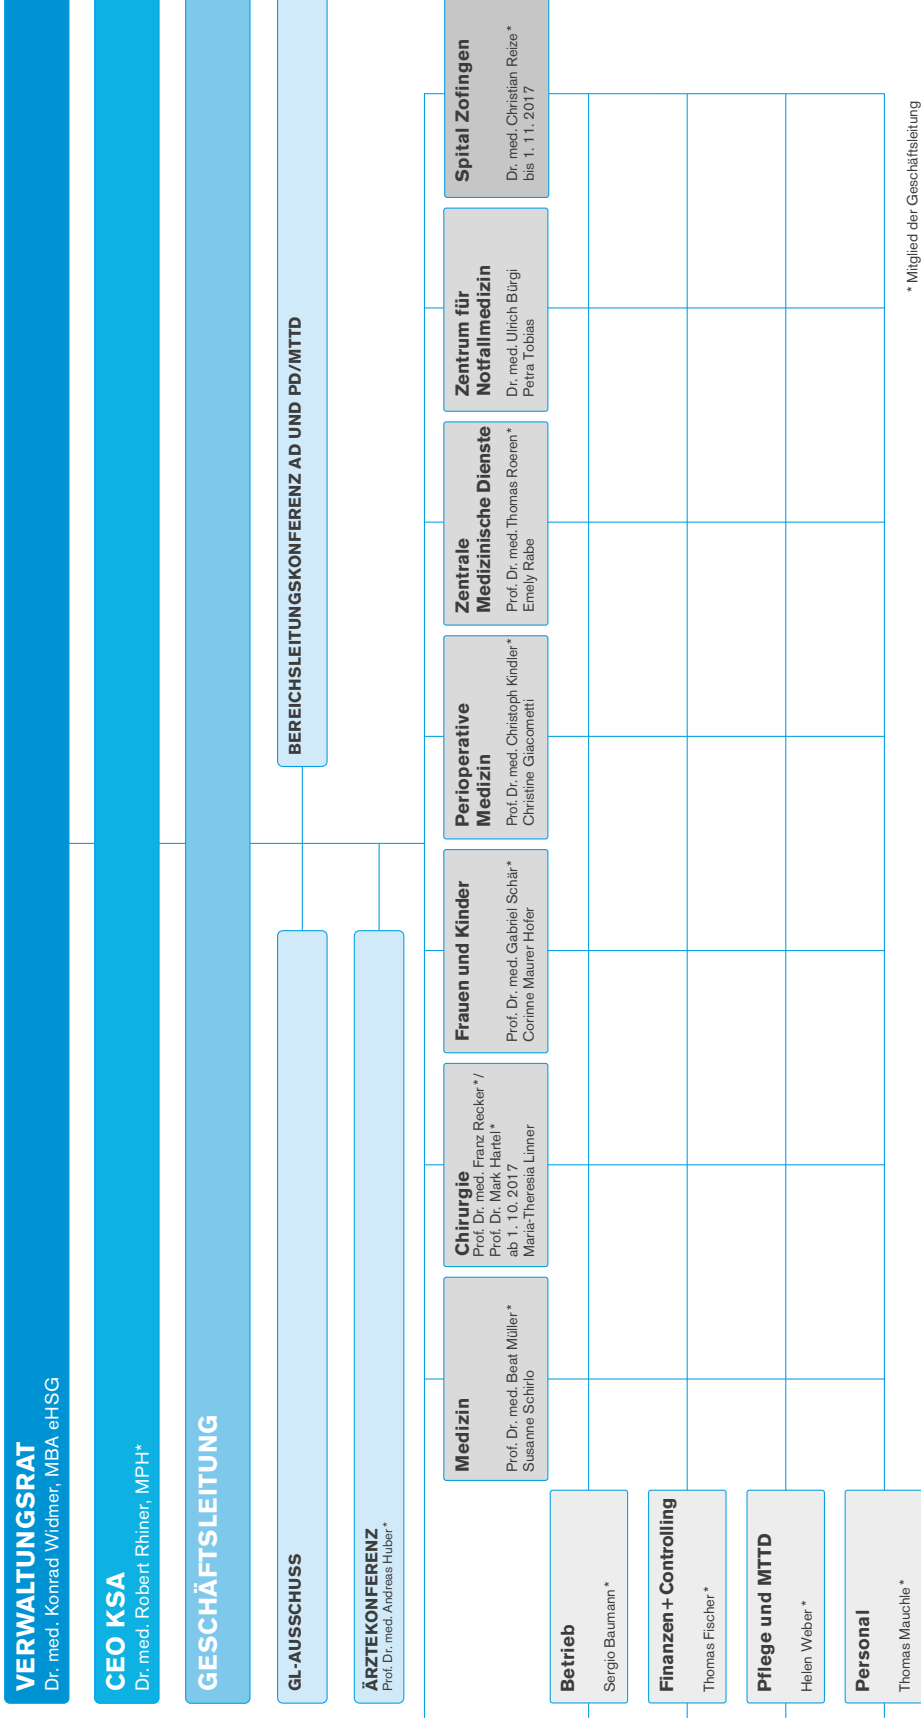 VERWALTUNGSRAT
Dr. med. Konrad Widmer, MBA eHSG
CEO KSA
Dr. med. Robert Rhiner, MPH*
GESCHÄFTSLEITUNG
GL-AUSSCHUSS
BEREICHSLEITUNGSKONFERENZ AD UND PD/MTTD
ÄRZTEKONFERENZ
Prof. Dr. med. Andreas Huber*
Medizin
Prof. Dr. med. Beat Müller*
Susanne Schirlo
Chirurgie
Prof. Dr. med. Franz Recker*/
Prof. Dr. Mark Hartel*
ab 1. 10. 2017
Maria-Theresia Linner
Frauen und Kinder
Prof. Dr. med. Gabriel Schär*
Corinne Maurer Hofer
Perioperative
Medizin
Prof. Dr. med. Christoph Kindler*
Christine Giacometti
Zentrale
Medizinische Dienste
Prof. Dr. med. Thomas Roeren*
Emely Rabe
Zentrum für
Notfallmedizin
Dr. med. Ulrich Bürgi
Petra Tobias
Spital Zofingen
Dr. med. Christian Reize*
bis 1. 11. 2017
Betrieb
Sergio Baumann*
Finanzen+Controlling
Thomas Fischer*
Pflege und MTTD
Helen Weber*
Personal
Thomas Mauchle*
* Mitglied der Geschäftsleitung